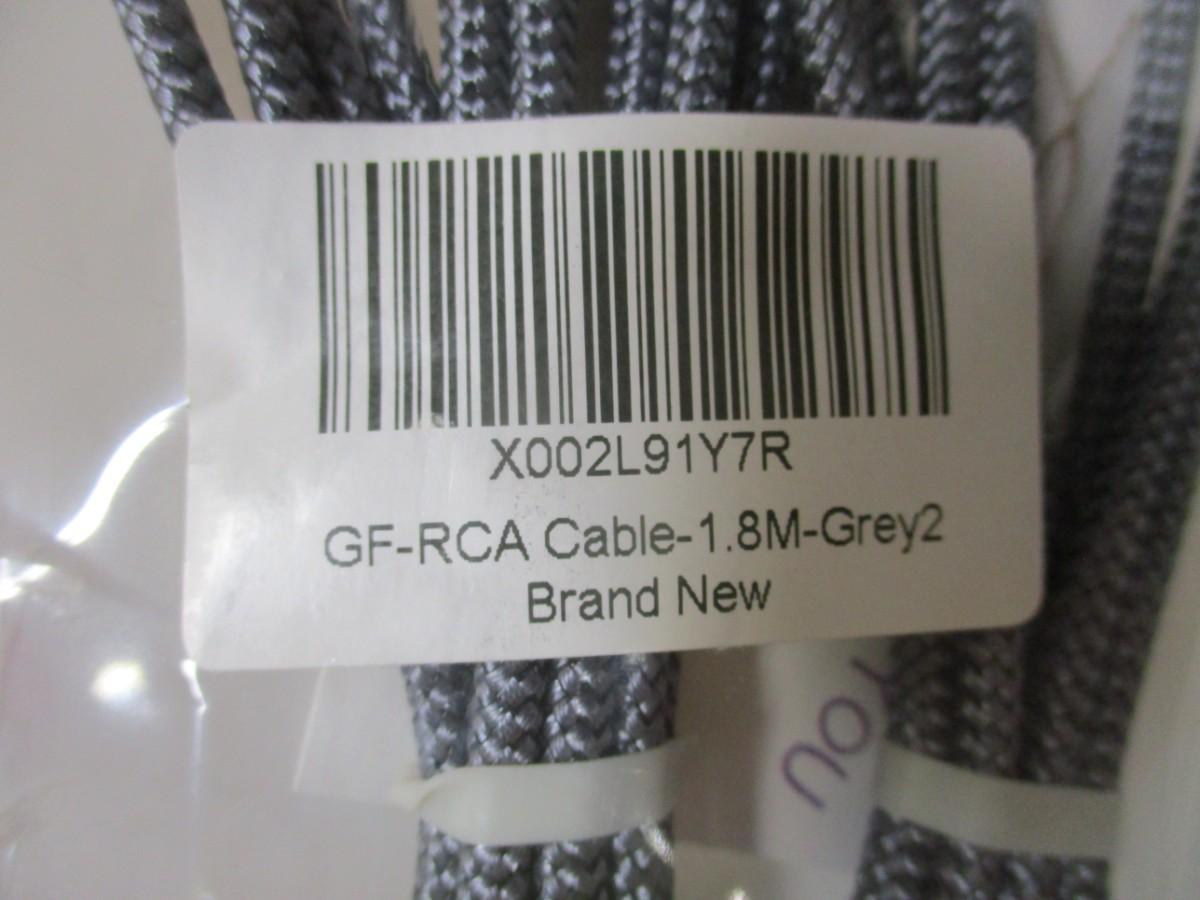 X002L91Y7R
GF-RCA Cable-1.8M-Grey2
Brand New